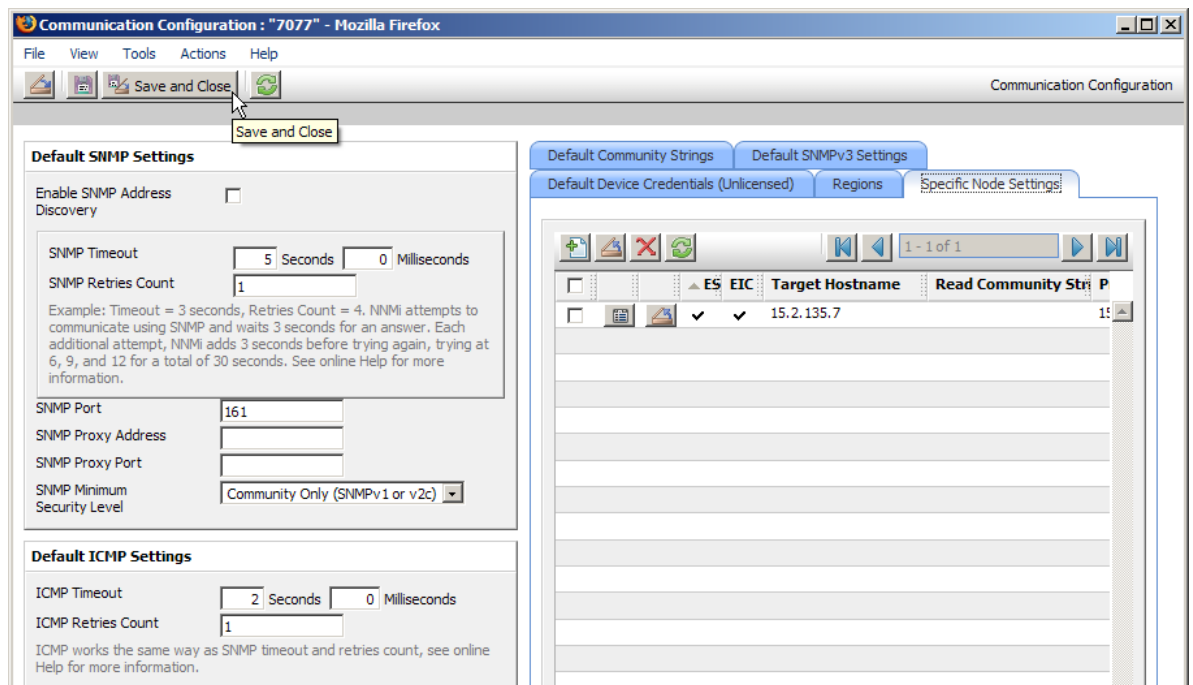 Communication Configuration : "7077" - Mozilla Firefox
File View Tools Actions Help
Save and Close
Communication Configuration
Save and Close
Default SNMP Settings
Enable SNMP Address
Discovery
SNMP Timeout 5 Seconds 0 Milliseconds
SNMP Retries Count 1
Example: Timeout = 3 seconds, Retries Count = 4. NNMi attempts to
communicate using SNMP and waits 3 seconds for an answer. Each
additional attempt, NNMi adds 3 seconds before trying again, trying at
6, 9, and 12 for a total of 30 seconds. See online Help for more
information.
SNMP Port 161
SNMP Proxy Address
SNMP Proxy Port
SNMP Minimum
Security Level
Community Only (SNMPv1 or v2c)
Default ICMP Settings
ICMP Timeout 2 Seconds 0 Milliseconds
ICMP Retries Count 1
ICMP works the same way as SNMP timeout and retries count, see online
Help for more information.
Default Community Strings Default SNMPv3 Settings
Default Device Credentials (Unlicensed) Regions Specific Node Settings
1 - 1 of 1
ES EIC Target Hostname Read Community Stri P
15.2.135.7